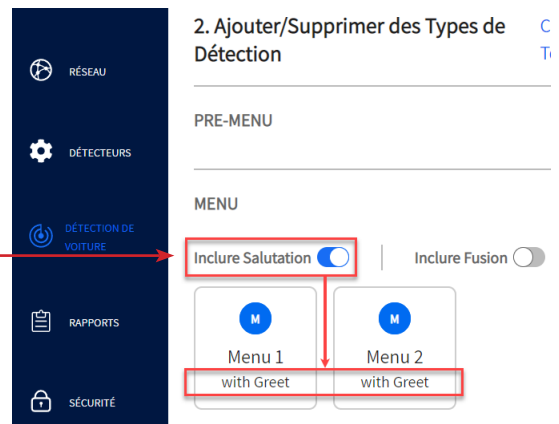 RÉSEAU
DÉTECTEURS
DÉTECTION DE
VOITURE
RAPPORTS
SÉCURITÉ
2. Ajouter/Supprimer des Types de
Détection
PRE-MENU
MENU
Inclure Salutation
Inclure Fusion
M
Menu 1
with Greet
M
Menu 2
with Greet